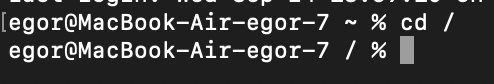 [egor@MacBook-Air-egor-7 ~ % cd /
egor@MacBook-Air-egor-7 / %